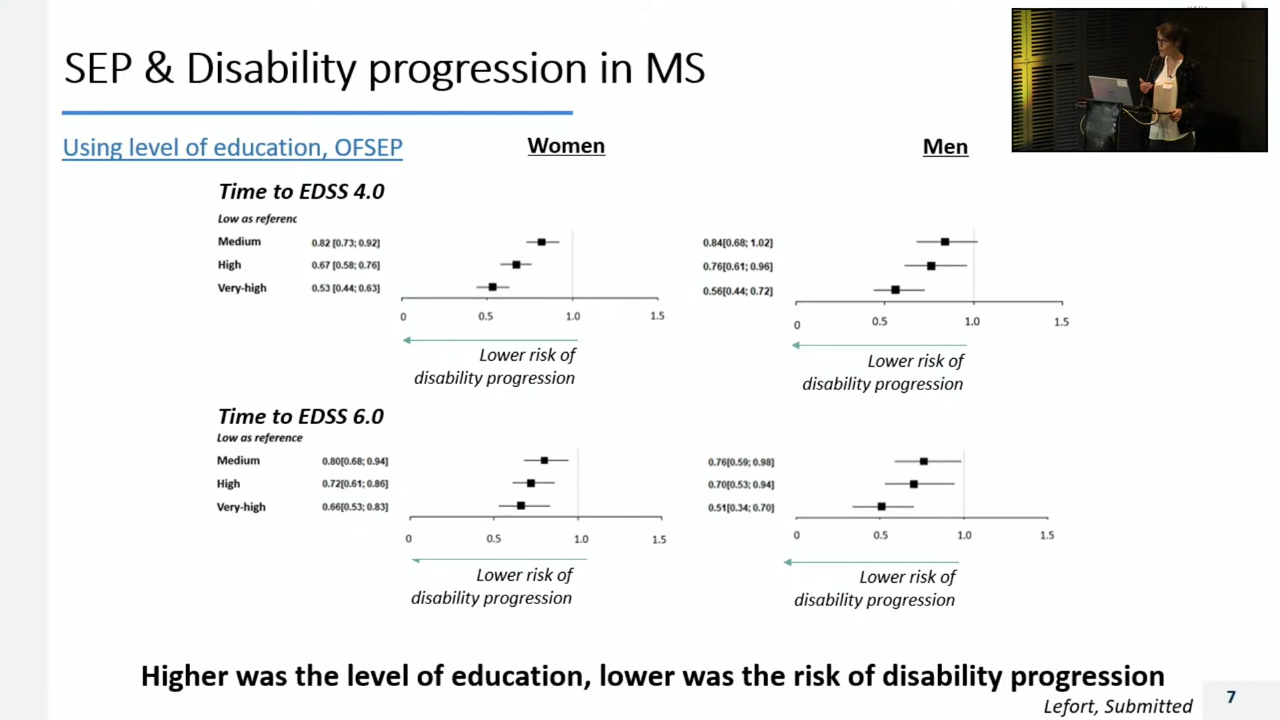 SEP & Disability progression in MS
Using level of education, OFSEP
Women
Men
Time to EDSS 4.0
Low as referenc
Medium 0.82 [0.73; 0.92] 0.84[0.68; 1.02]
High 0.67 [0.58; 0.76] 0.76[0.61; 0.96]
Very-high 0.53 [0.44; 0.63] 0.56[0.44; 0.72]
0 0.5 1.0 1.5 0 0.5 1.0 1.5
Lower risk of
disability progression
Lower risk of
disability progression
Time to EDSS 6.0
Low as reference
Medium 0.80[0.68; 0.94] 0.76[0.59; 0.98]
High 0.72[0.61; 0.86] 0.70[0.53; 0.94]
Very-high 0.66[0.53; 0.83] 0.51[0.34; 0.70]
0 0.5 1.0 1.5 0 0.5 1.0 1.5
Lower risk of
disability progression
Lower risk of
disability progression
Higher was the level of education, lower was the risk of disability progression
Lefort, Submitted
7